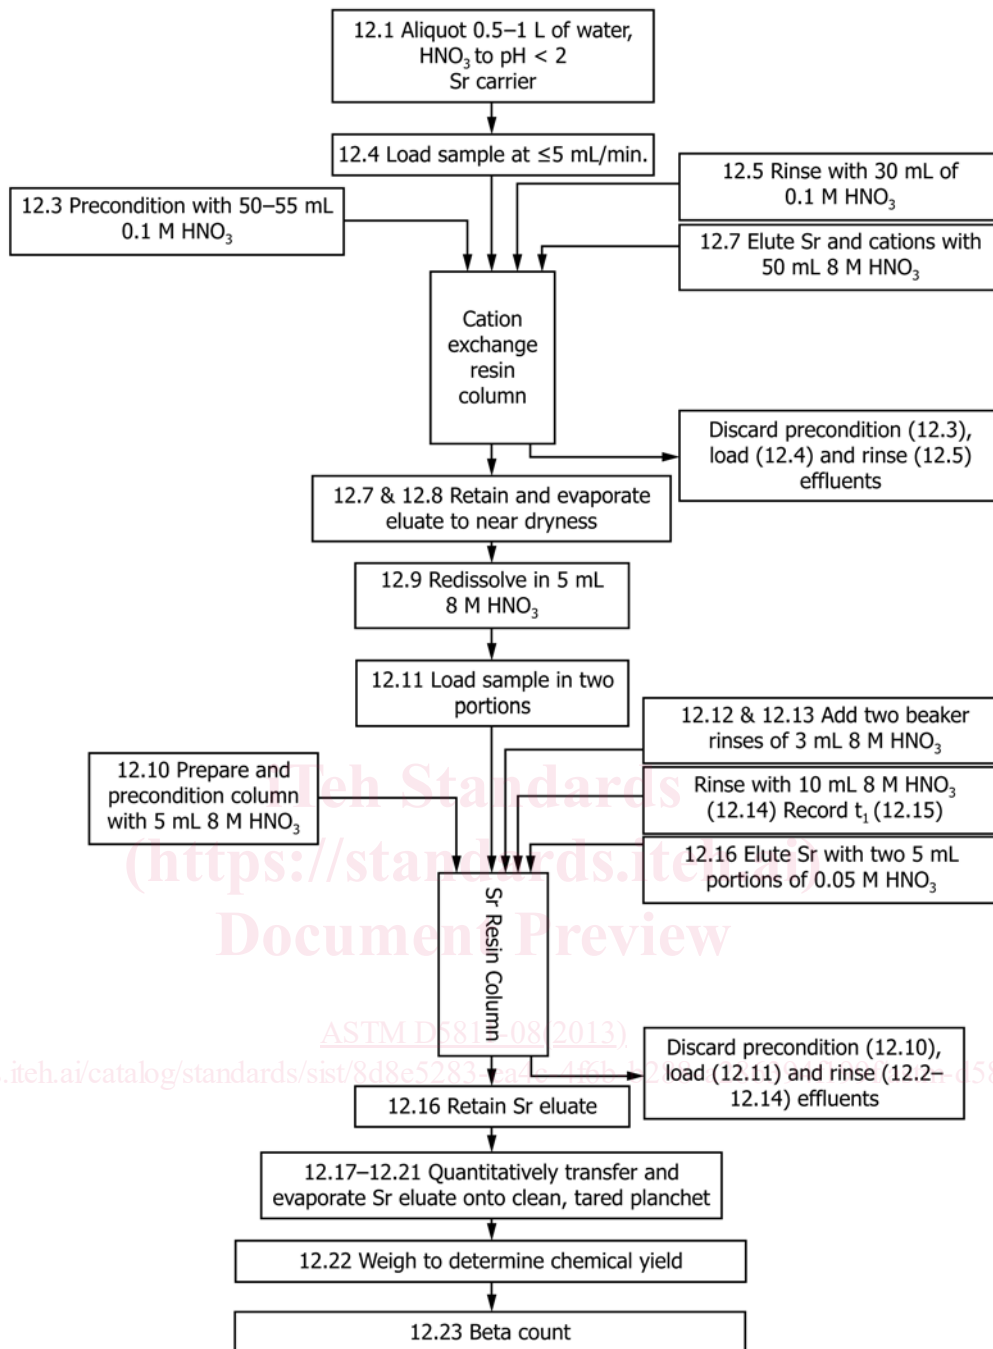 12.1 Aliquot 0.5–1 L of water,
HNO₃ to pH < 2
Sr carrier
12.4 Load sample at ≤5 mL/min.
12.5 Rinse with 30 mL of
0.1 M HNO₃
12.3 Precondition with 50–55 mL
0.1 M HNO₃
12.7 Elute Sr and cations with
50 mL 8 M HNO₃
Cation
exchange
resin
column
Discard precondition (12.3),
load (12.4) and rinse (12.5)
effluents
12.7 & 12.8 Retain and evaporate
eluate to near dryness
12.9 Redissolve in 5 mL
8 M HNO₃
12.11 Load sample in two
portions
12.12 & 12.13 Add two beaker
rinses of 3 mL 8 M HNO₃
12.10 Prepare and
precondition column
with 5 mL 8 M HNO₃
Rinse with 10 mL 8 M HNO₃
(12.14) Record t₁ (12.15)
12.16 Elute Sr with two 5 mL
portions of 0.05 M HNO₃
iTeh Standards
(https://standards.iteh.ai)
Document Preview
Sr Resin Column
ASTM D5811-08(2013)
s.iteh.ai/catalog/standards/sist/8d8e5283-ea4c-4f6b-
Discard precondition (12.10),
load (12.11) and rinse (12.2–
12.14) effluents
12.16 Retain Sr eluate
12.17–12.21 Quantitatively transfer and
evaporate Sr eluate onto clean, tared planchet
12.22 Weigh to determine chemical yield
12.23 Beta count